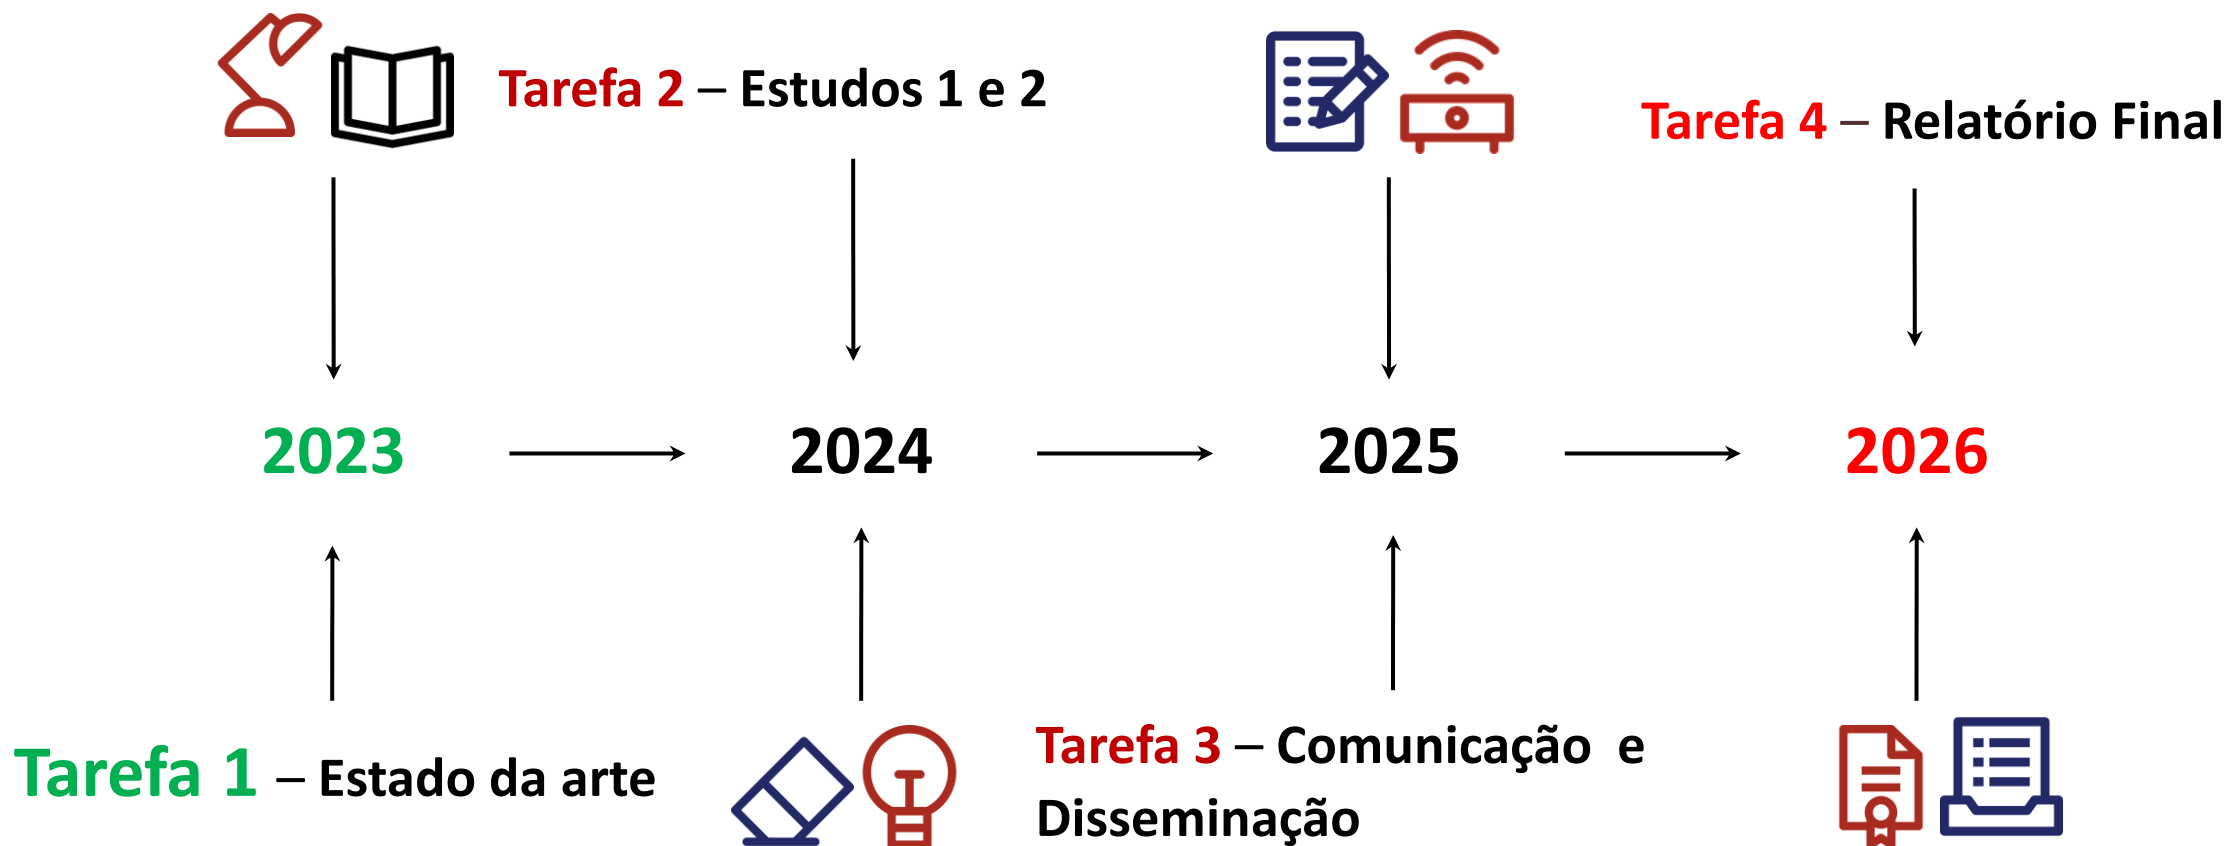 Tarefa 2 – Estudos 1 e 2
Tarefa 4 – Relatório Final
2023
2024
2025
2026
Tarefa 1 – Estado da arte
Tarefa 3 – Comunicação e
Disseminação